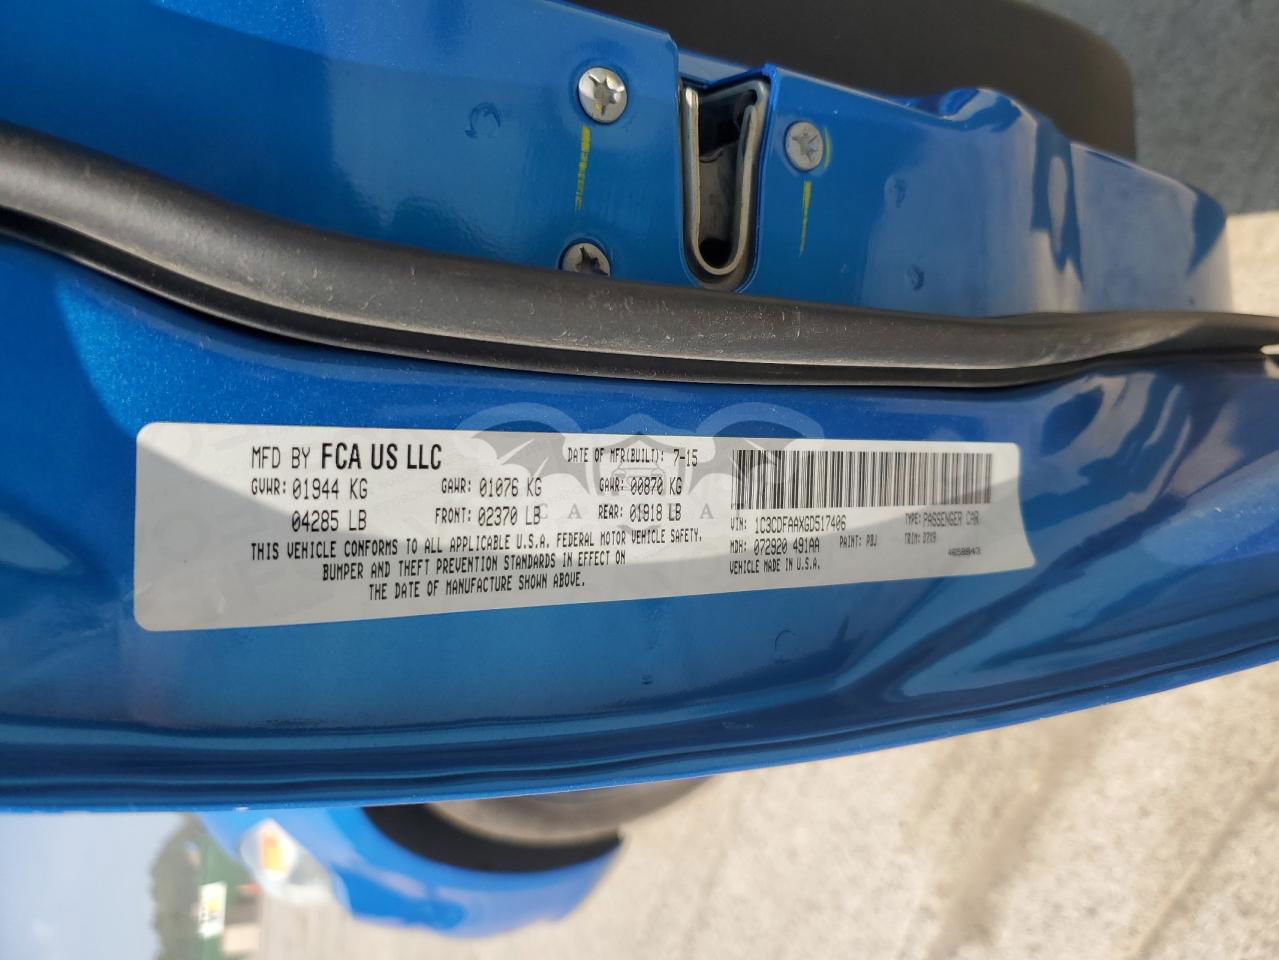 MFD BY FCA US LLC DATE OF MFR(BUILT): 7-15
GVWR: 01944 KG GAWR: 01076 KG GAWR: 00870 KG
04285 LB FRONT: 02370 LB REAR: 01918 LB
THIS VEHICLE CONFORMS TO ALL APPLICABLE U.S.A. FEDERAL MOTOR VEHICLE SAFETY,
BUMPER AND THEFT PREVENTION STANDARDS IN EFFECT ON
THE DATE OF MANUFACTURE SHOWN ABOVE.
VIN: 1C3CDFAAXGD517406 TYPE: PASSENGER CAR
MDH: 072920 491AA PAINT: PBJ TRIM: D7X9
VEHICLE MADE IN U.S.A. 4658843